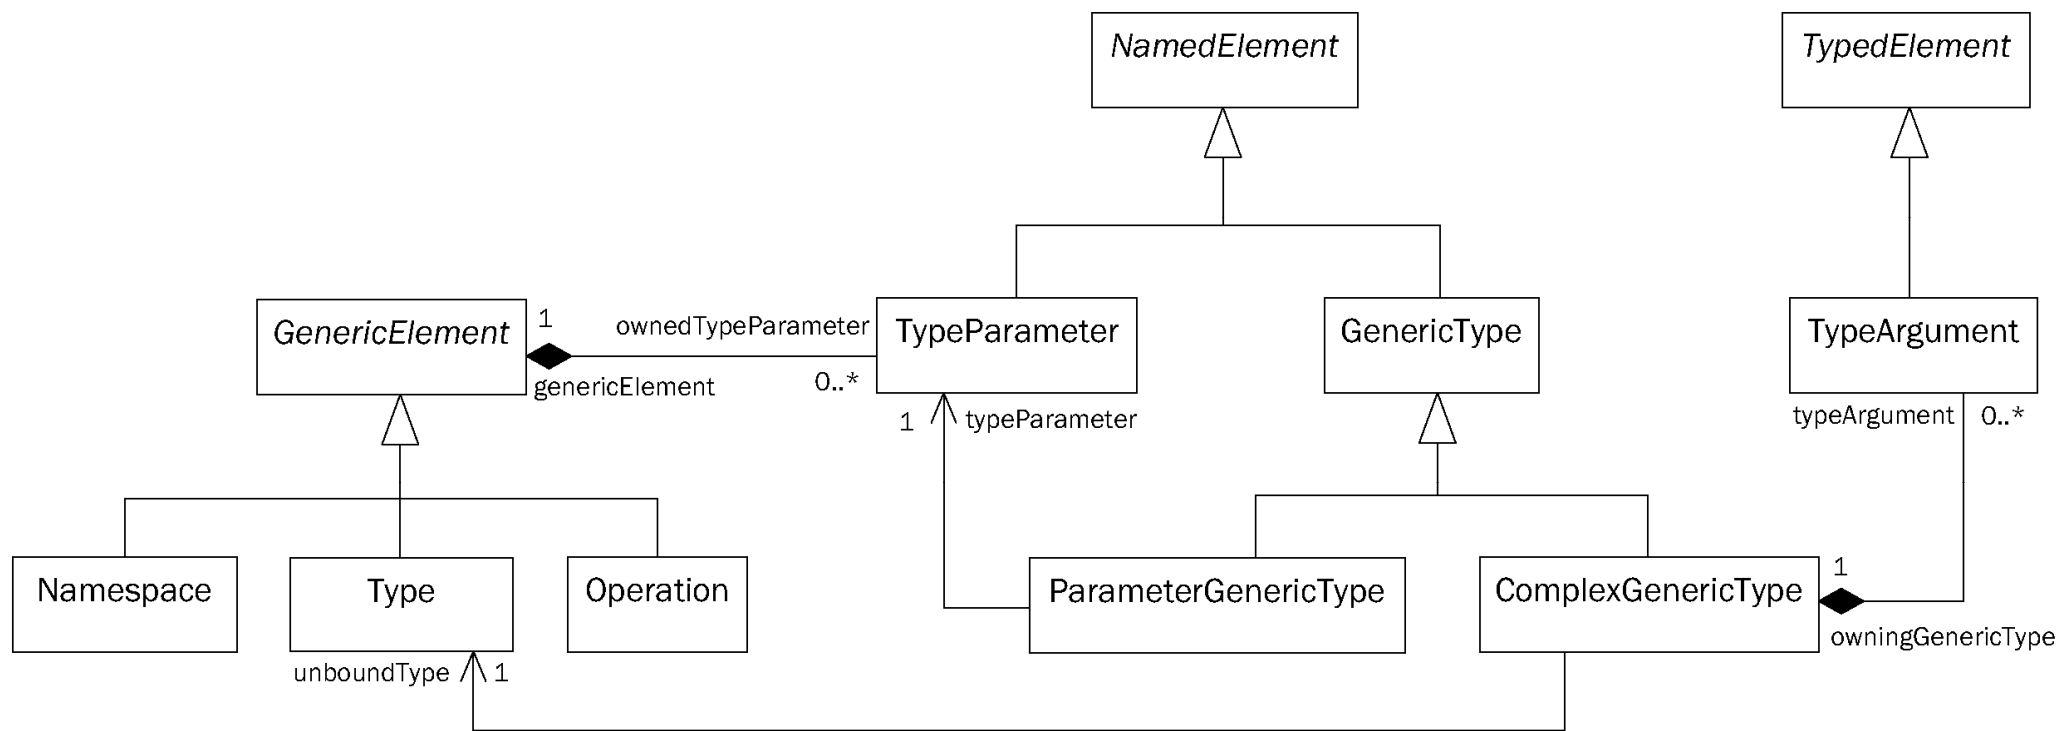 NamedElement
TypedElement
GenericElement
1
ownedTypeParameter
genericElement
0..*
TypeParameter
GenericType
TypeArgument
1
typeParameter
typeArgument
0..*
Namespace
Type
Operation
ParameterGenericType
ComplexGenericType
1
owningGenericType
unboundType
1